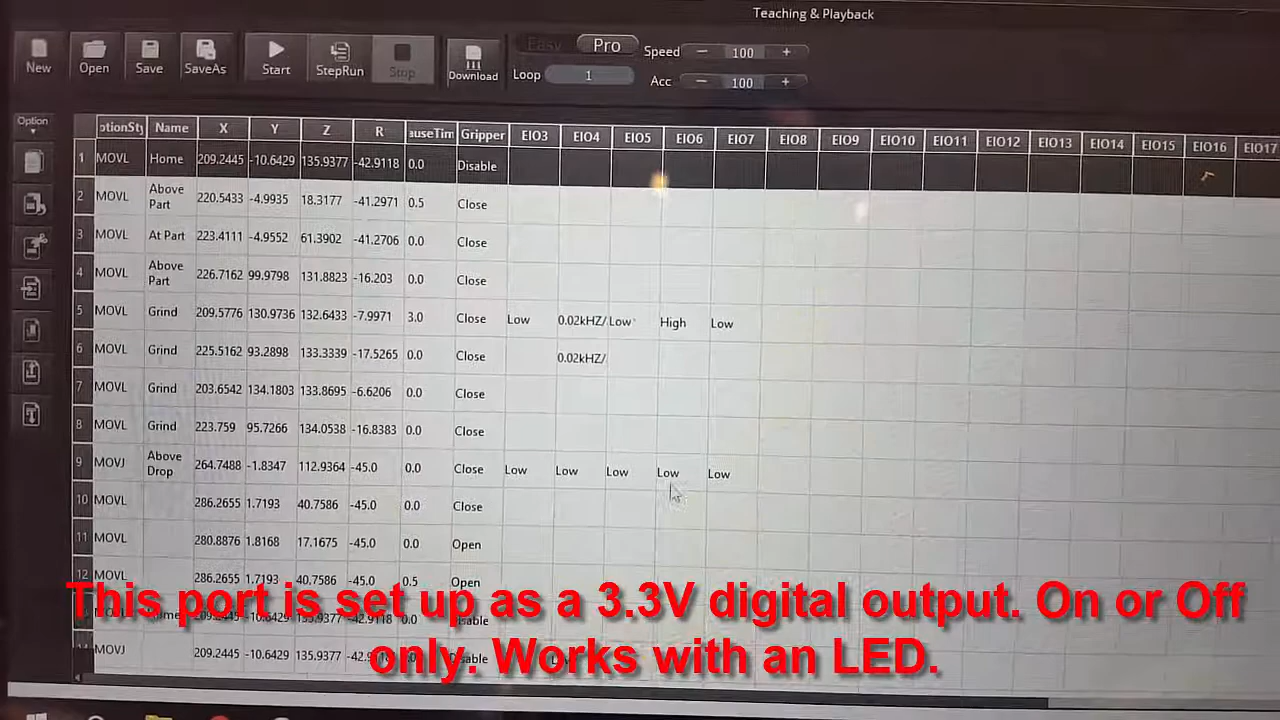 Teaching & Playback
New Open Save SaveAs Start StepRun Stop Download Easy Pro Speed 100
Loop 1 Acc 100
Option
otionSty Name X Y Z R auseTim Gripper EIO3 EIO4 EIO5 EIO6 EIO7 EIO8 EIO9 EIO10 EIO11 EIO12 EIO13 EIO14 EIO15 EIO16 EIO17
1 MOVL Home 209.2445 -10.6429 135.9377 -42.9118 0.0 Disable
2 MOVL Above Part 220.5433 -4.9935 18.3177 -41.2971 0.5 Close
3 MOVL At Part 223.4111 -4.9552 61.3902 -41.2706 0.0 Close
4 MOVL Above Part 226.7162 99.9798 131.8823 -16.203 0.0 Close
5 MOVL Grind 209.5776 130.9736 132.6433 -7.9971 3.0 Close Low 0.02kHZ/ Low High Low
6 MOVL Grind 225.5162 93.2898 133.3339 -17.5265 0.0 Close 0.02kHZ/
7 MOVL Grind 203.6542 134.1803 133.8695 -6.6206 0.0 Close
8 MOVL Grind 223.759 95.7266 134.0538 -16.8383 0.0 Close
9 MOVJ Above Drop 264.7488 -1.8347 112.9364 -45.0 0.0 Close Low Low Low Low Low
10 MOVL 286.2655 1.7193 40.7586 -45.0 0.0 Close
11 MOVL 280.8876 1.8168 17.1675 -45.0 0.0 Open
12 MOVL 286.2655 1.7193 40.7586 -45.0 0.5 Open
209.2445 -10.6429 135.9377 -42.9118 0.0
MOVJ 209.2445 -10.6429 135.9377
This port is set up as a 3.3V digital output. On or Off
only. Works with an LED.